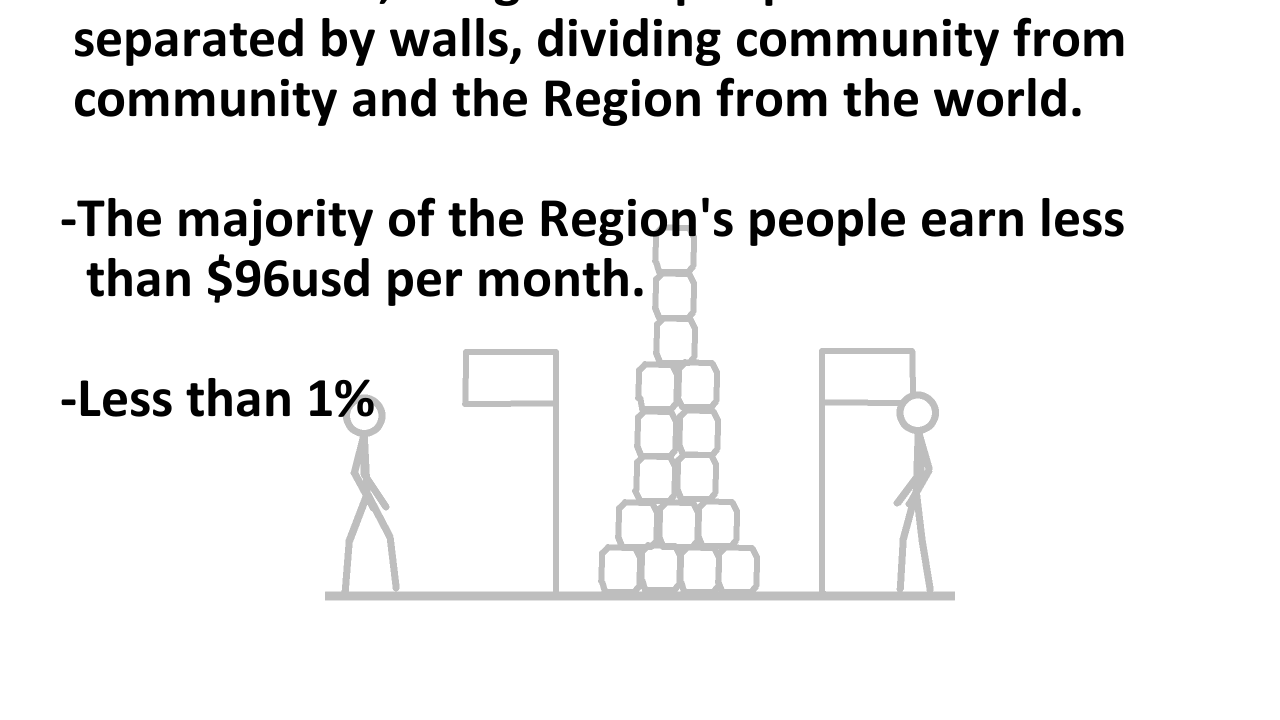 separated by walls, dividing community from
community and the Region from the world.
-The majority of the Region's people earn less
than $96usd per month.
-Less than 1%